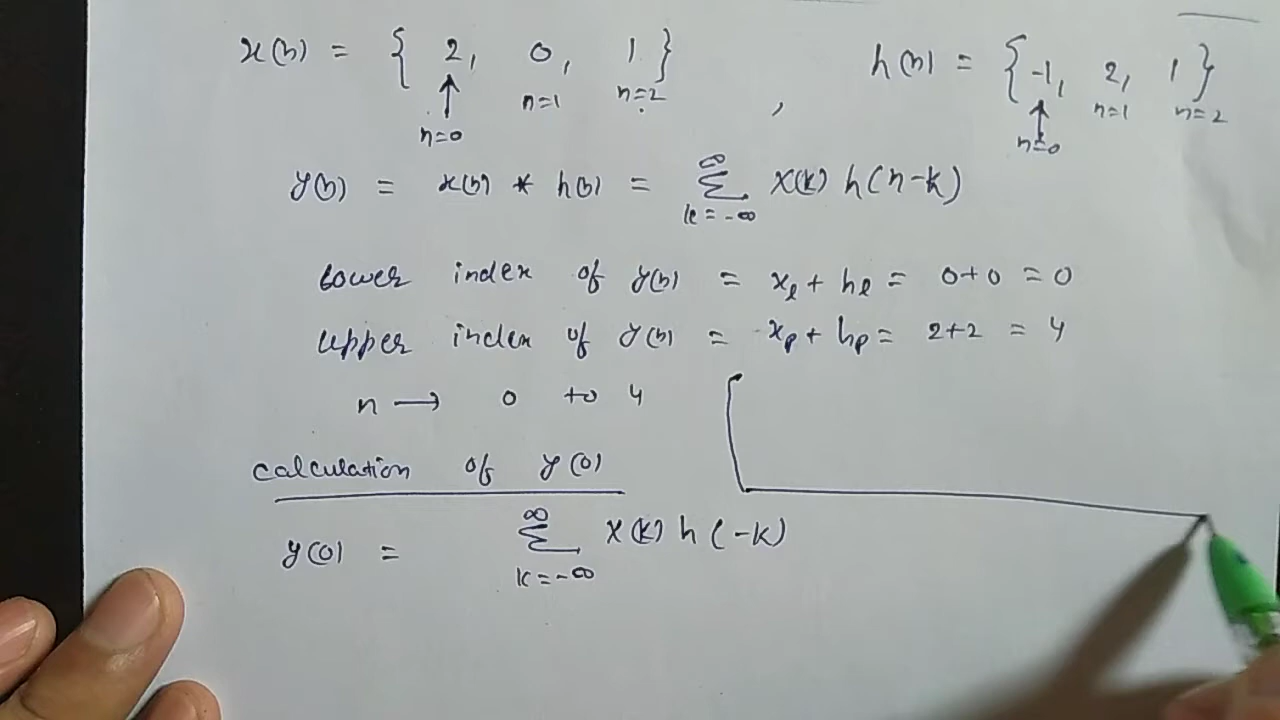 x(n) = { 2, 0, 1 } , h(n) = { -1, 2, 1 }
↑ n=1 n=2 ↑ n=1 n=2
n=0 n=0
y(n) = x(n) * h(n) = ∞ Σ k=-∞ x(k) h(n-k)
Lower index of y(n) = xl + hl = 0+0 = 0
Upper index of y(n) = xp + hp = 2+2 = 4
n → 0 to 4
calculation of y(0)
y(0) = ∞ Σ k=-∞ x(k) h(-k)